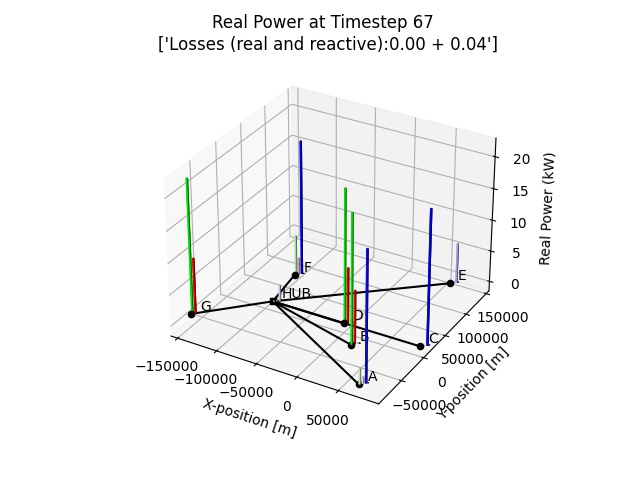 Real Power at Timestep 67
['Losses (real and reactive):0.00 + 0.04']
20
15
10
5
0
Real Power (kW)
F
E
HUB
G
D
B
C
A
−150000
−100000
−50000
0
50000
X-position [m]
150000
100000
50000
0
−50000
Y-position [m]